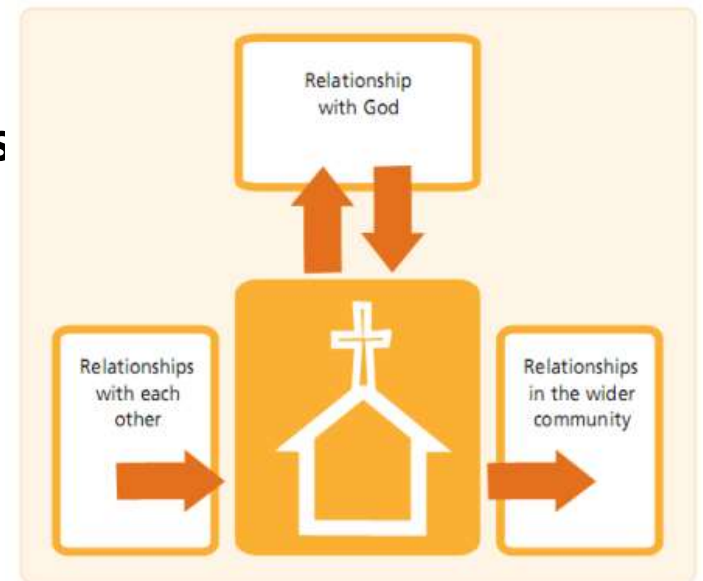 Relationship
with God
Relationships
with each
other
Relationships
in the wider
community